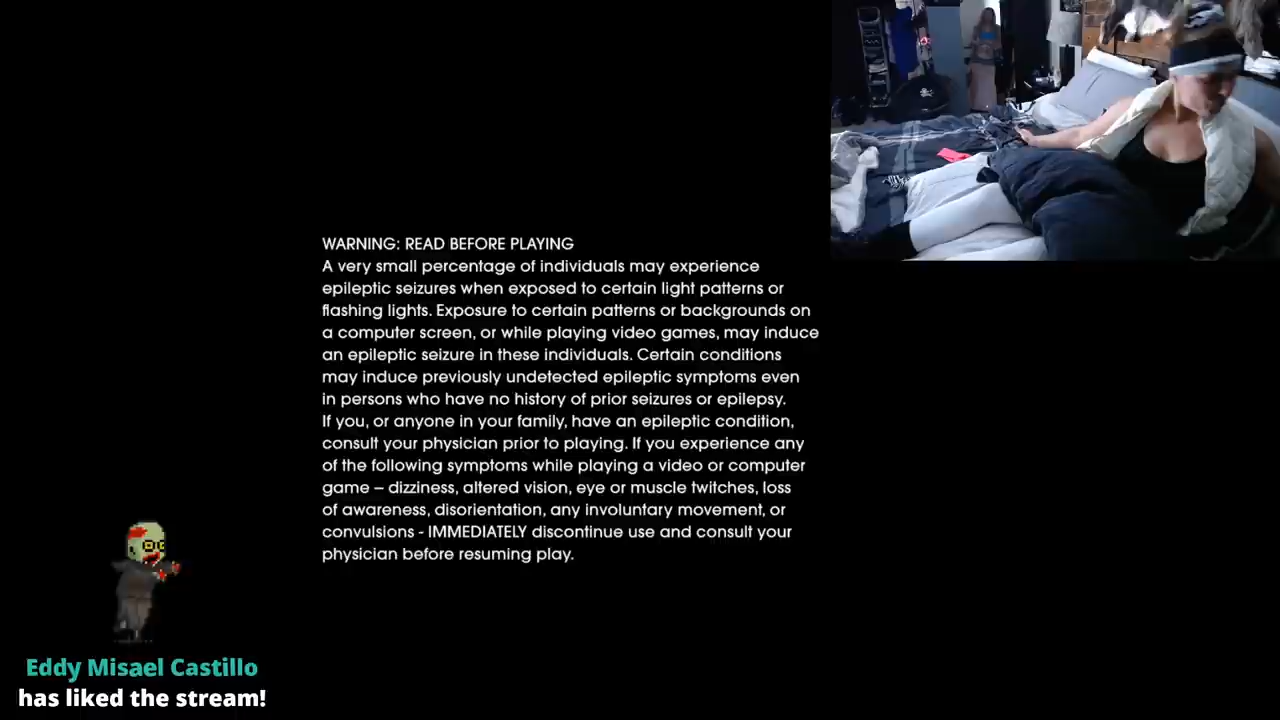 WARNING: READ BEFORE PLAYING
A very small percentage of individuals may experience
epileptic seizures when exposed to certain light patterns or
flashing lights. Exposure to certain patterns or backgrounds on
a computer screen, or while playing video games, may induce
an epileptic seizure in these individuals. Certain conditions
may induce previously undetected epileptic symptoms even
in persons who have no history of prior seizures or epilepsy.
If you, or anyone in your family, have an epileptic condition,
consult your physician prior to playing. If you experience any
of the following symptoms while playing a video or computer
game – dizziness, altered vision, eye or muscle twitches, loss
of awareness, disorientation, any involuntary movement, or
convulsions - IMMEDIATELY discontinue use and consult your
physician before resuming play.
Eddy Misael Castillo
has liked the stream!